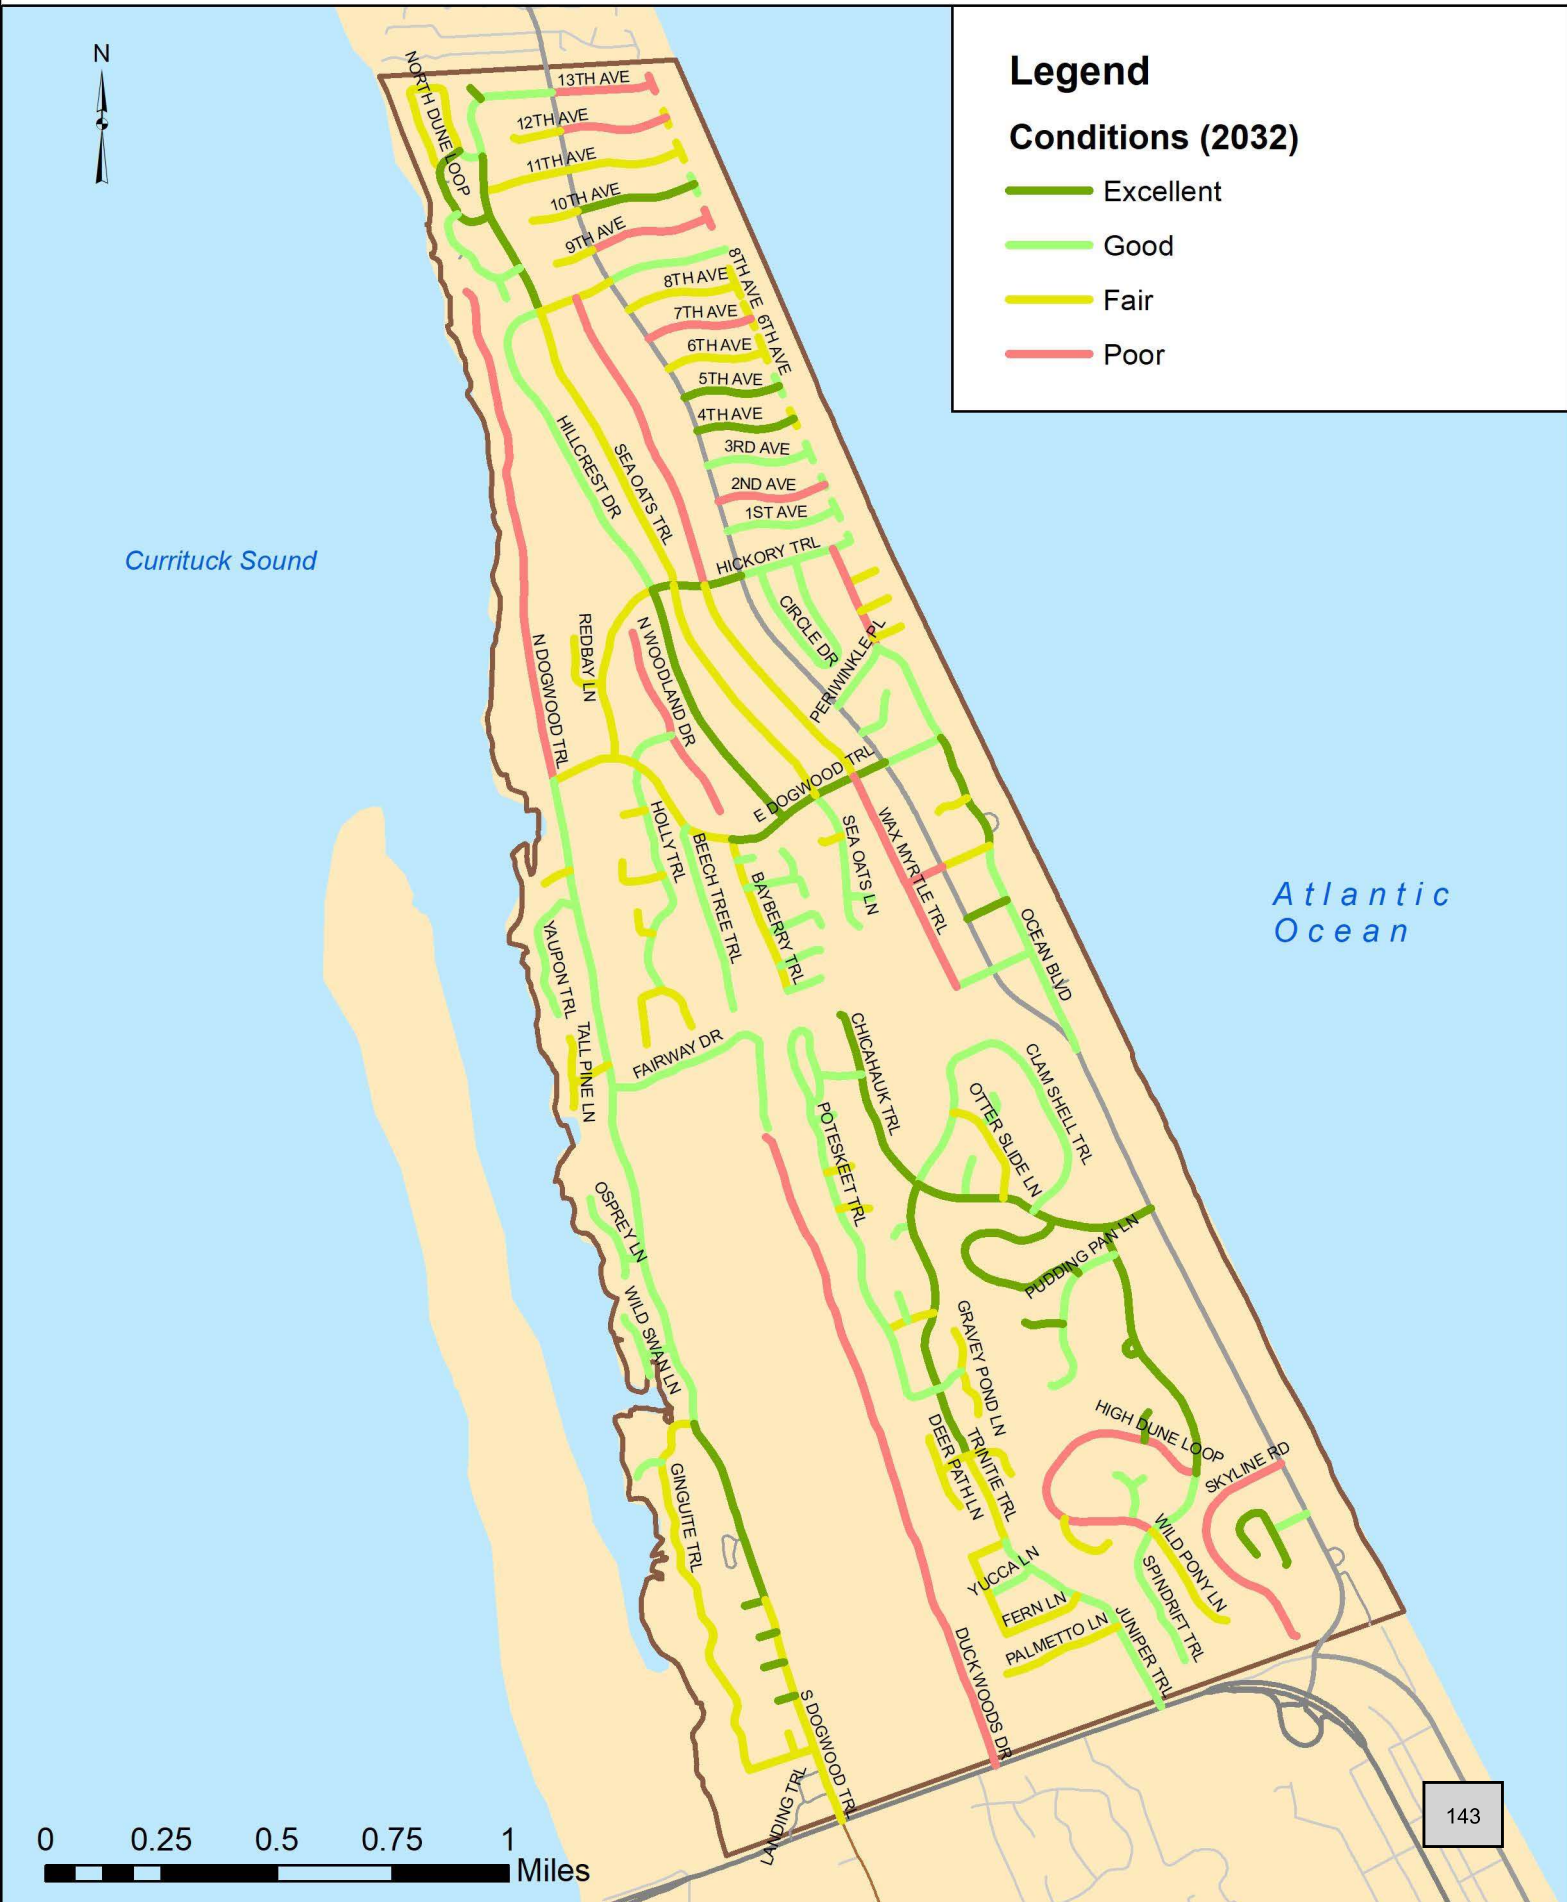 N
Legend
Conditions (2032)
Excellent
Good
Fair
Poor
NORTH DUNE LOOP
13TH AVE
12TH AVE
11TH AVE
10TH AVE
9TH AVE
8TH AVE
8TH AVE
7TH AVE
6TH AVE
6TH AVE
5TH AVE
4TH AVE
3RD AVE
2ND AVE
1ST AVE
HILLCREST DR
SEA OATS TRL
HICKORY TRL
Currituck Sound
CIRCLE DR
REDBAY LN
N WOODLAND DR
N DOGWOOD TRL
PERIWINKLE PL
E DOGWOOD TRL
HOLLY TRL
BEECH TREE TRL
BAYBERRY TRL
SEA OATS LN
WAX MYRTLE TRL
OCEAN BLVD
Atlantic
Ocean
YAUPON TRL
TALL PINE LN
FAIRWAY DR
CHICAHAUK TRL
CLAM SHELL TRL
OTTER SLIDE LN
POTESKEET TRL
OSPREY LN
PUDDING PAN LN
WILD SWAN LN
GRAVEY POND LN
HIGH DUNE LOOP
DEER PATH LN
TRINITIE TRL
SKYLINE RD
GINGUITE TRL
WILD PONY LN
SPINDRIFT TRL
YUCCA LN
FERN LN
PALMETTO LN
JUNIPER TRL
DUCK WOODS DR
S DOGWOOD TRL
LANDING TRL
143
0 0.25 0.5 0.75 1
Miles